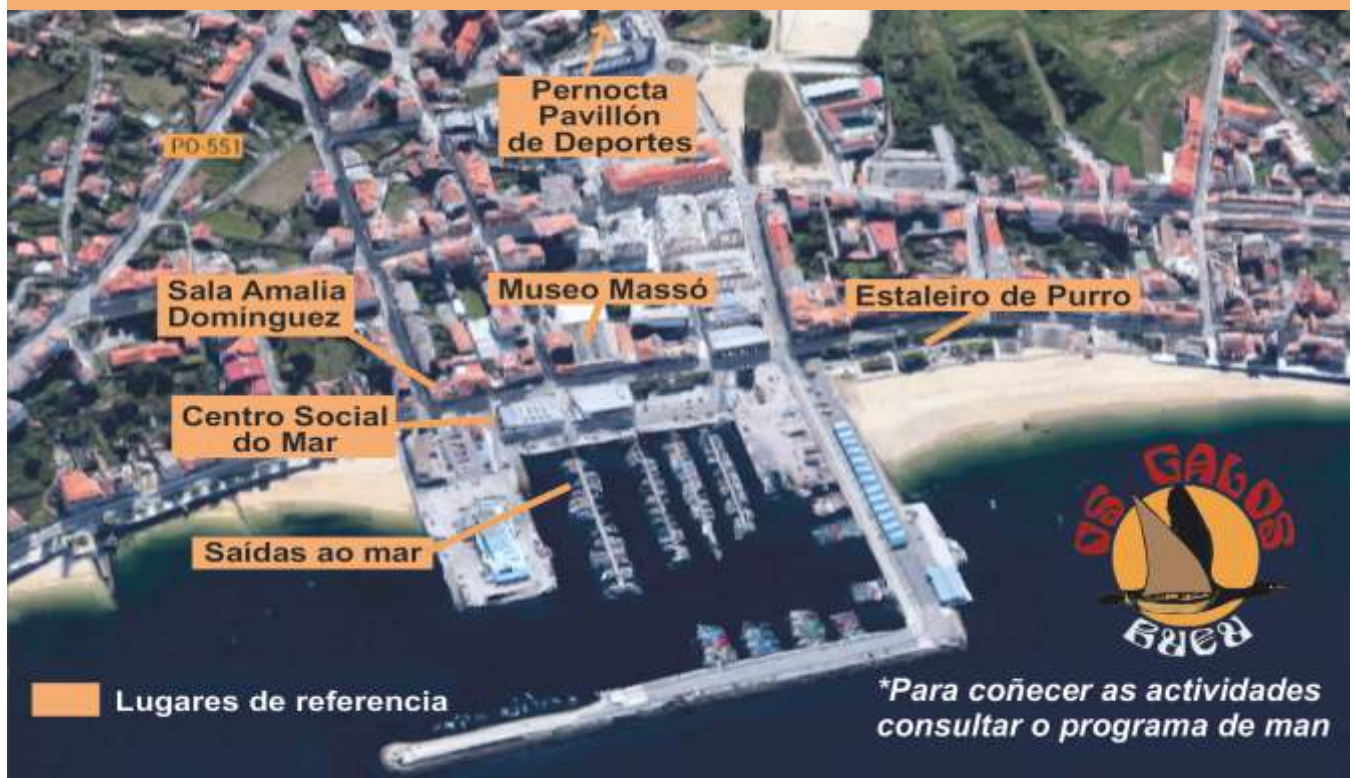 Pernocta
Pavillón
de Deportes
PO-551
Sala Amalia
Domínguez
Museo Massó
Estaleiro de Purro
Centro Social
do Mar
Saídas ao mar
OS GALOS
BUEU
Lugares de referencia
*Para coñecer as actividades
consultar o programa de man